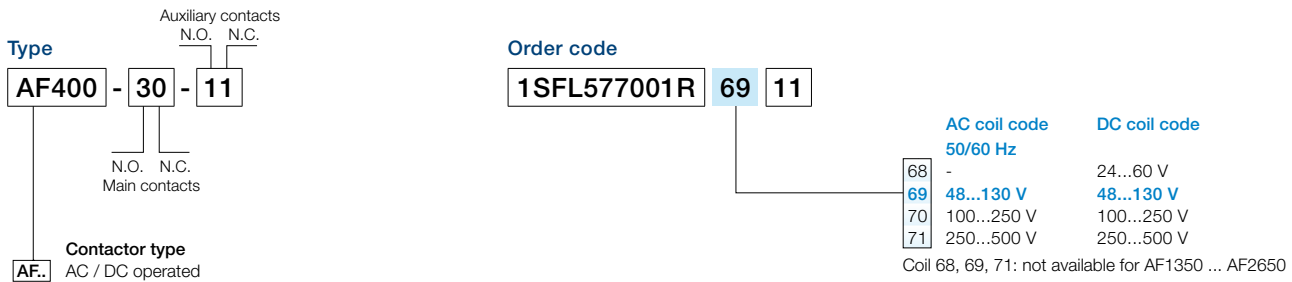 Auxiliary contacts
N.O. N.C.
Type
AF400 - 30 - 11
N.O. N.C.
Main contacts
Contactor type
AF.. AC / DC operated
Order code
1SFL577001R 69 11
AC coil code DC coil code
50/60 Hz
68 - 24...60 V
69 48...130 V 48...130 V
70 100...250 V 100...250 V
71 250...500 V 250...500 V
Coil 68, 69, 71: not available for AF1350 ... AF2650